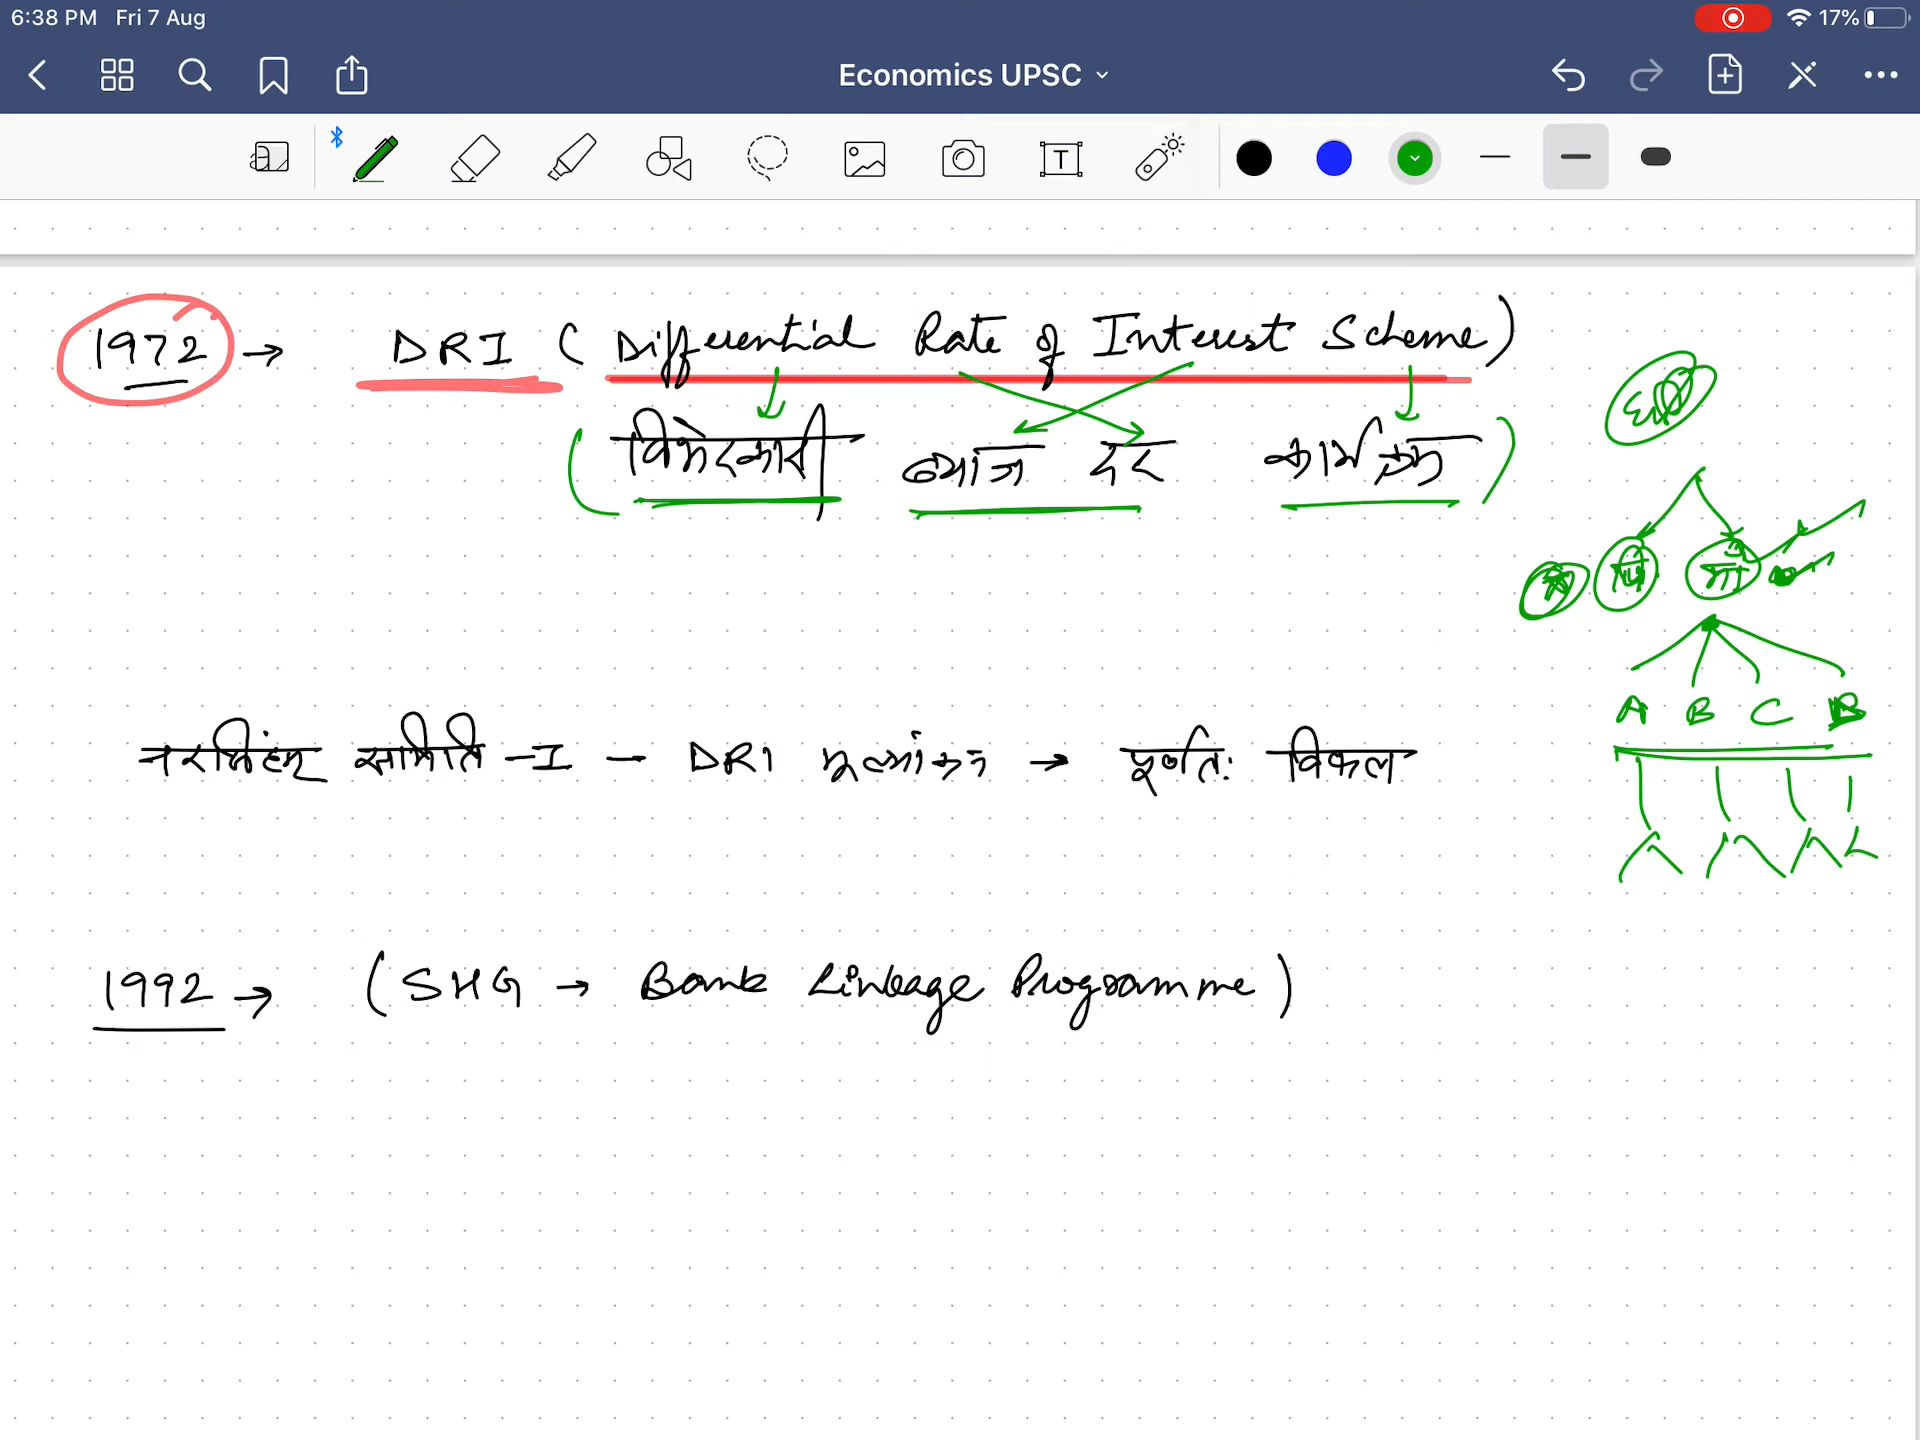 6:38 PM Fri 7 Aug 17%
Economics UPSC
1972 → DRI ( Differential Rate of Interest Scheme )
( विभेदकारी ब्याज दर कार्यक्रम )
A B C D
नरसिंहम् समिति -I - DRI मूल्यांकन → पूर्णतः विफल
1992 → ( SHG → Bank Linkage Programme )